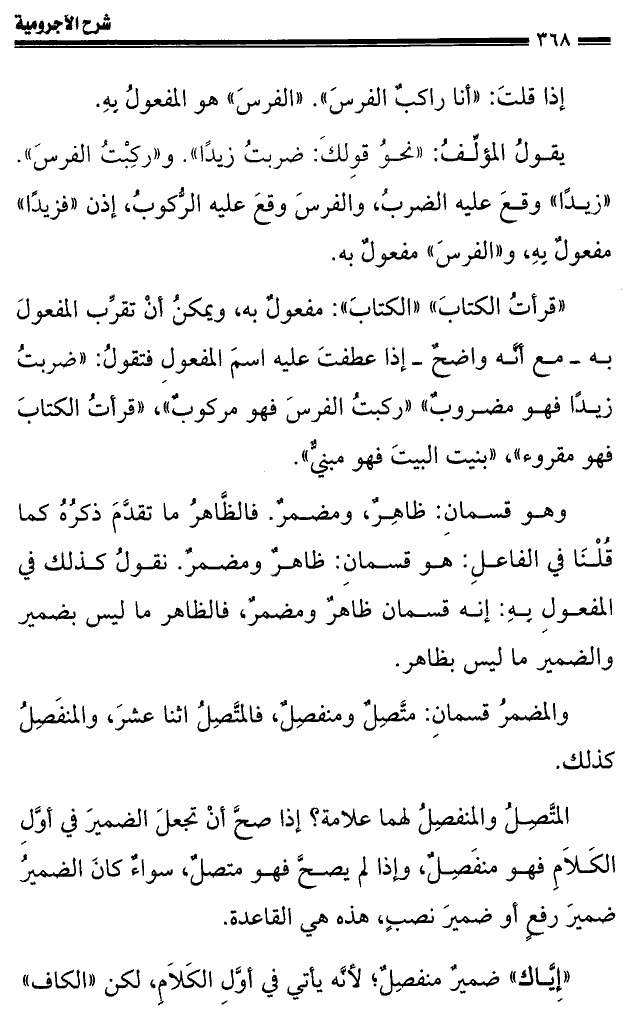 شرح الآجرومية
٣٦٨
إذا قلتَ: «أنا راكبٌ الفرسَ». «الفرسَ» هو المفعولُ بِهِ.
يقولُ المؤلِّفُ: «نحوُ قولِكَ: ضربتُ زيدًا». و«ركِبْتُ الفرسَ».
«زيدًا» وقعَ عليه الضربُ، والفرسَ وقعَ عليه الرُّكوبُ، إذن «فزيدًا»
مفعولٌ بِهِ، و«الفرسَ» مفعولٌ به.
«قرأتُ الكتابَ» «الكتابَ»: مفعولٌ به، ويمكنُ أنْ تقرِّب المفعولَ
به ـ مع أنَّه واضحٌ ـ إذا عطفتَ عليه اسمَ المفعولِ فتقولُ: «ضربتُ
زيدًا فهو مضروبٌ» «ركبتُ الفرسَ فهو مركوبٌ»، «قرأتُ الكتابَ
فهو مقروء»، «بنيت البيتَ فهو مبنيٌّ».
وهو قسمانِ: ظاهِرٌ، ومضمرٌ. فالظَّاهرُ ما تقدَّمَ ذكرُهُ كما
قُلْنَا في الفاعلِ: هو قسمانِ: ظاهرٌ ومضمرٌ. نقولُ كذلك في
المفعولِ بِهِ: إنه قسمان ظاهرٌ ومضمرٌ، فالظاهر ما ليس بضمير
والضمير ما ليس بظاهر.
والمضمرُ قسمانِ: متَّصِلٌ ومنفصِلٌ، فالمتَّصِلُ اثنا عشرَ، والمنفَصِلُ
كذلك.
المتَّصِلُ والمنفصِلُ لهما علامة؟ إذا صحَّ أنْ تجعلَ الضميرَ في أوَّلِ
الكَلاَمِ فهو منفَصِلٌ، وإذا لم يصحَّ فهو متصلٌ، سواءٌ كانَ الضميرُ
ضميرَ رفعٍ أو ضميرَ نصبٍ، هذه هي القاعدة.
«إيَّاك» ضميرٌ منفصِلٌ؛ لأنَّه يأتي في أوَّلِ الكَلاَمِ، لكن «الكاف»